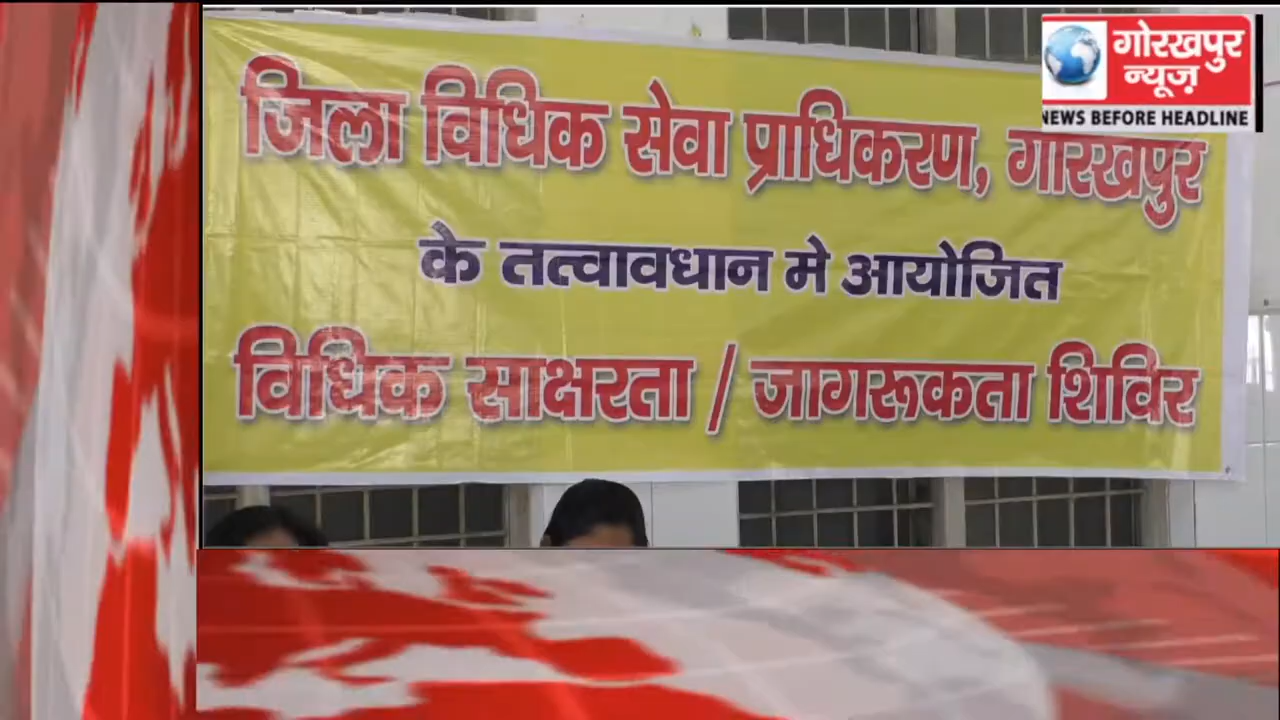 गोरखपुर
न्यूज़
NEWS BEFORE HEADLINE
जिला विधिक सेवा प्राधिकरण, गोरखपुर
के तत्वावधान मे आयोजित
विधिक साक्षरता / जागरूकता शिविर